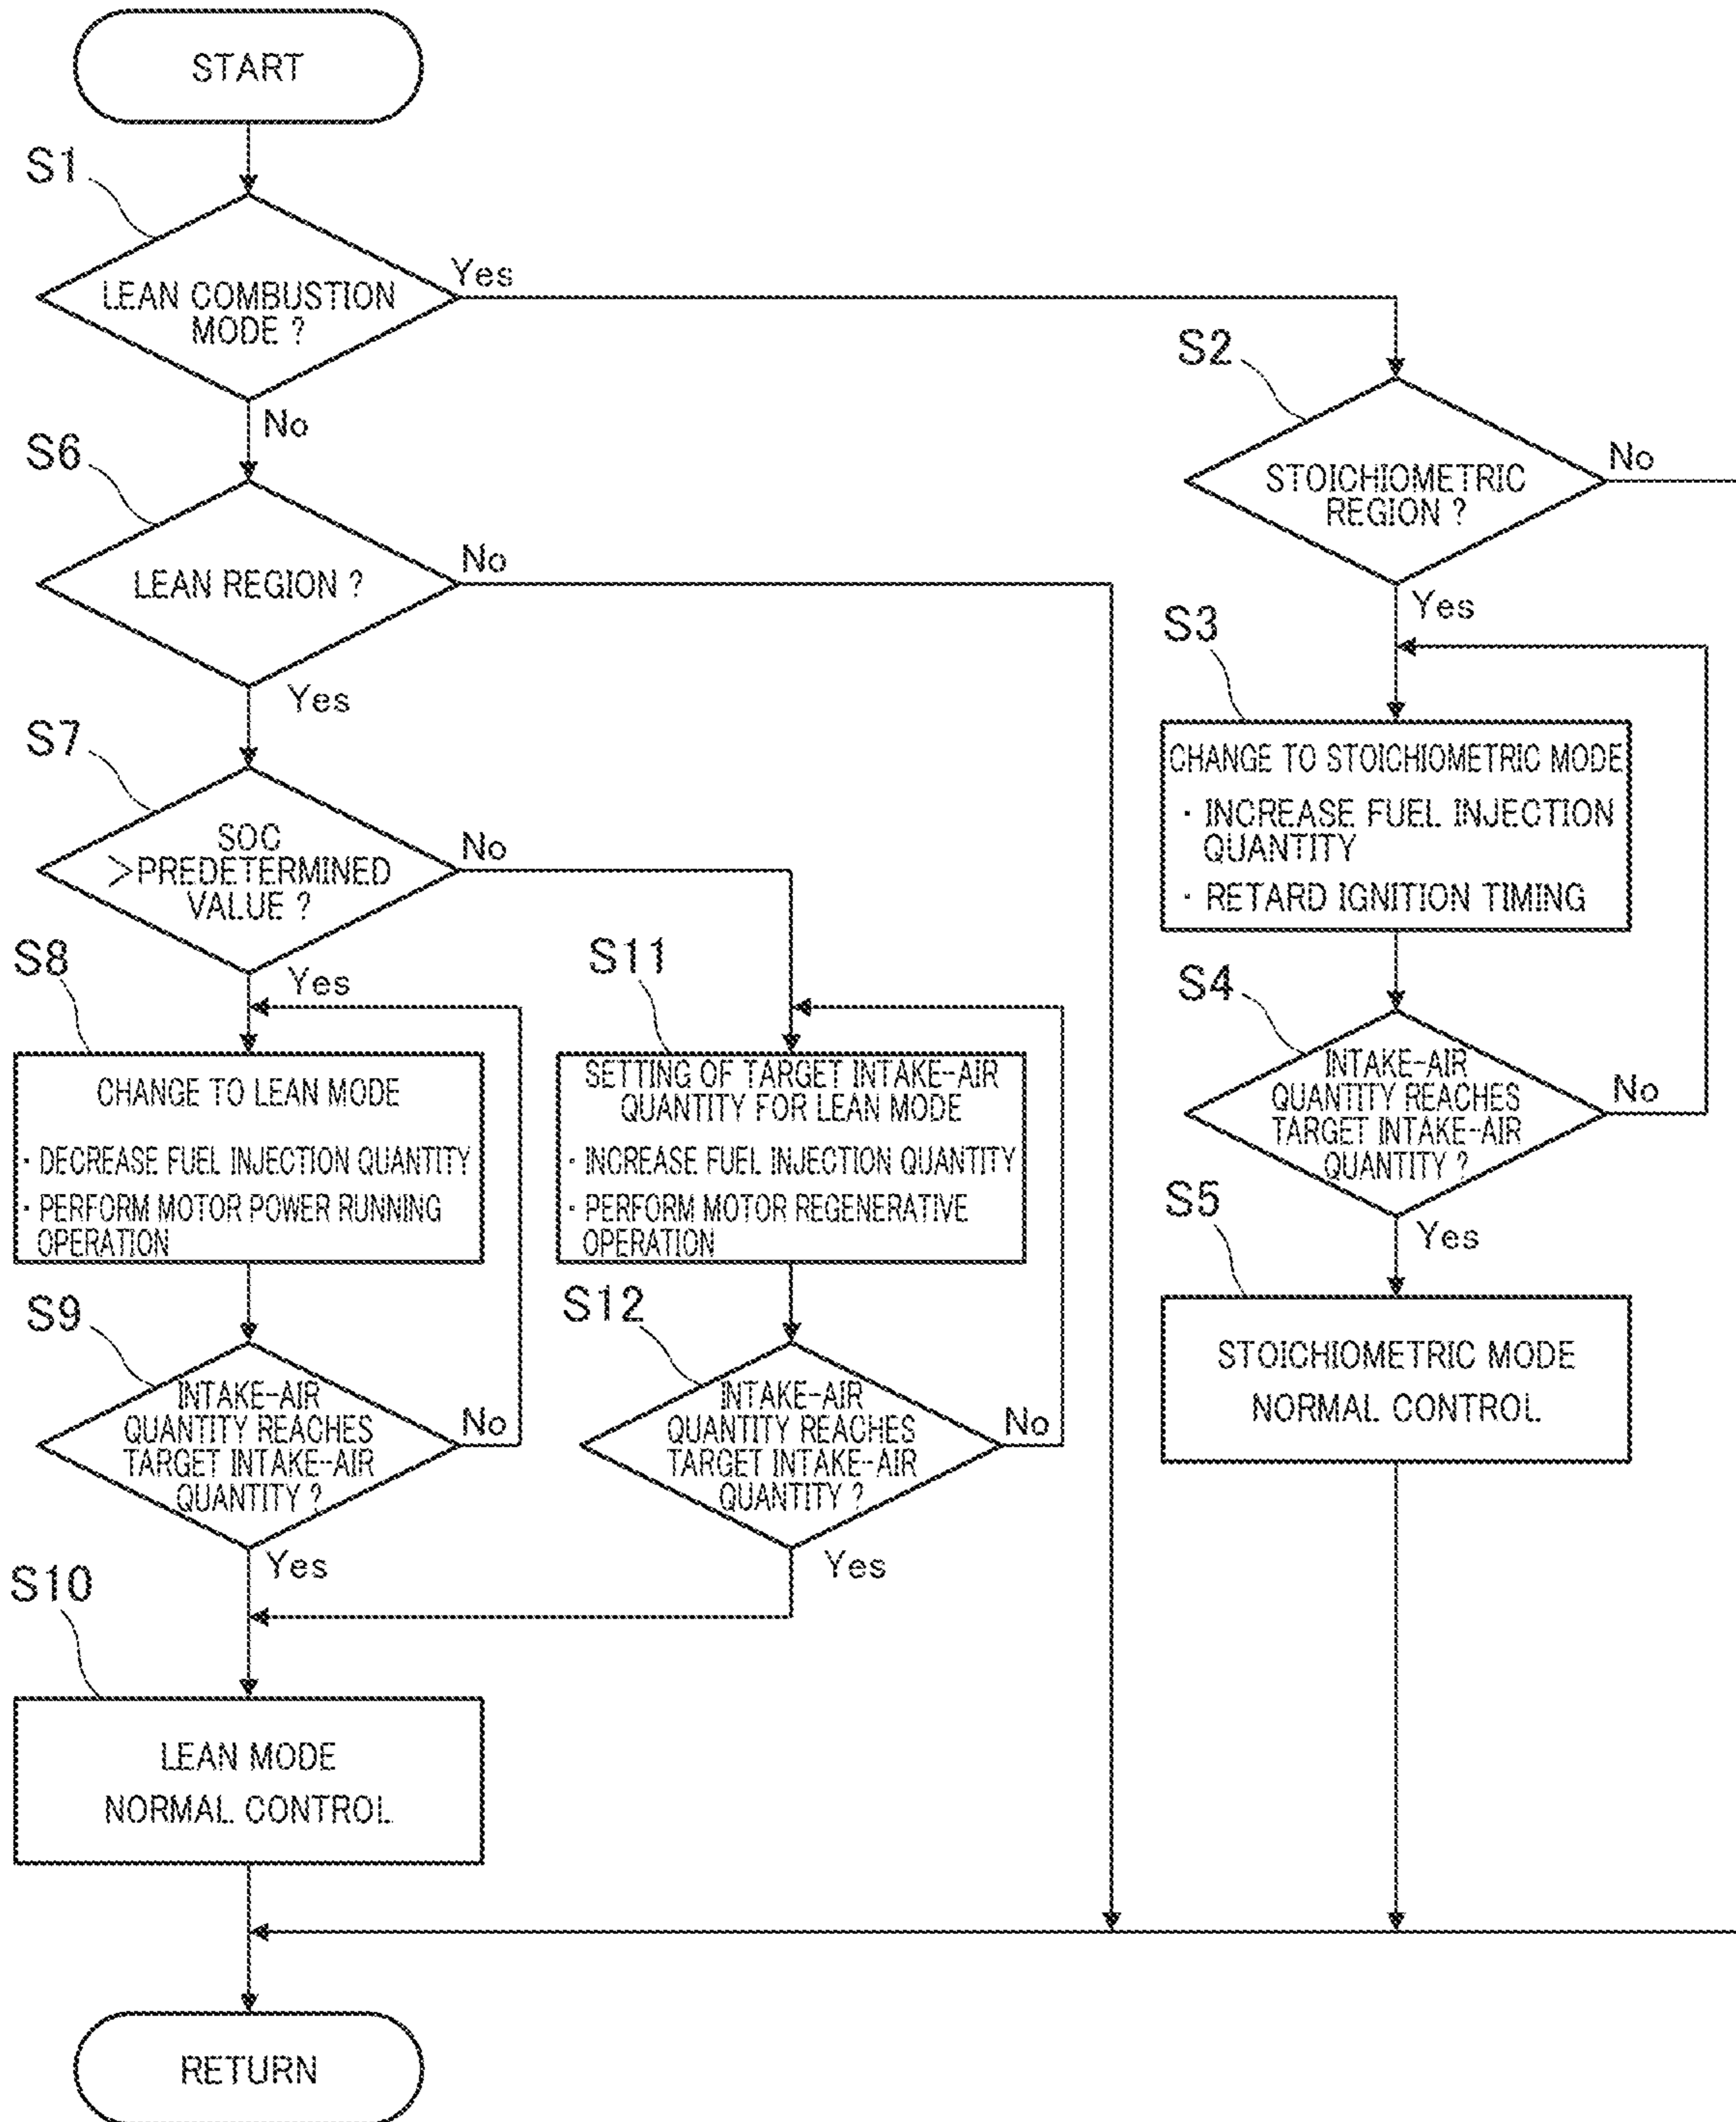 START
S1
LEAN COMBUSTION
MODE ?
Yes
No
S2
STOICHIOMETRIC
REGION ?
No
Yes
S6
LEAN REGION ?
No
Yes
S3
CHANGE TO STOICHIOMETRIC MODE
· INCREASE FUEL INJECTION
QUANTITY
· RETARD IGNITION TIMING
S7
SOC
>PREDETERMINED
VALUE ?
No
Yes
S4
INTAKE-AIR
QUANTITY REACHES
TARGET INTAKE-AIR
QUANTITY ?
No
Yes
S8
CHANGE TO LEAN MODE
· DECREASE FUEL INJECTION QUANTITY
· PERFORM MOTOR POWER RUNNING
OPERATION
S11
SETTING OF TARGET INTAKE-AIR
QUANTITY FOR LEAN MODE
· INCREASE FUEL INJECTION QUANTITY
· PERFORM MOTOR REGENERATIVE
OPERATION
S5
STOICHIOMETRIC MODE
NORMAL CONTROL
S9
INTAKE-AIR
QUANTITY REACHES
TARGET INTAKE-AIR
QUANTITY ?
No
Yes
S12
INTAKE-AIR
QUANTITY REACHES
TARGET INTAKE-AIR
QUANTITY ?
No
Yes
S10
LEAN MODE
NORMAL CONTROL
RETURN